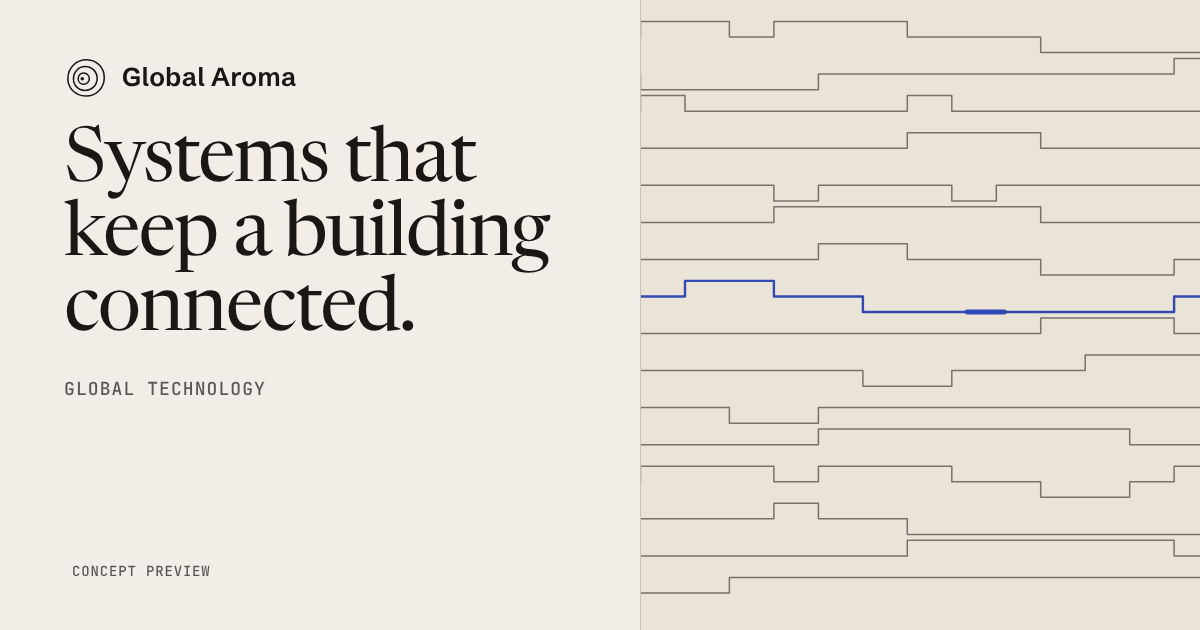 Global Aroma
Systems that
keep a building
connected.
GLOBAL TECHNOLOGY
CONCEPT PREVIEW